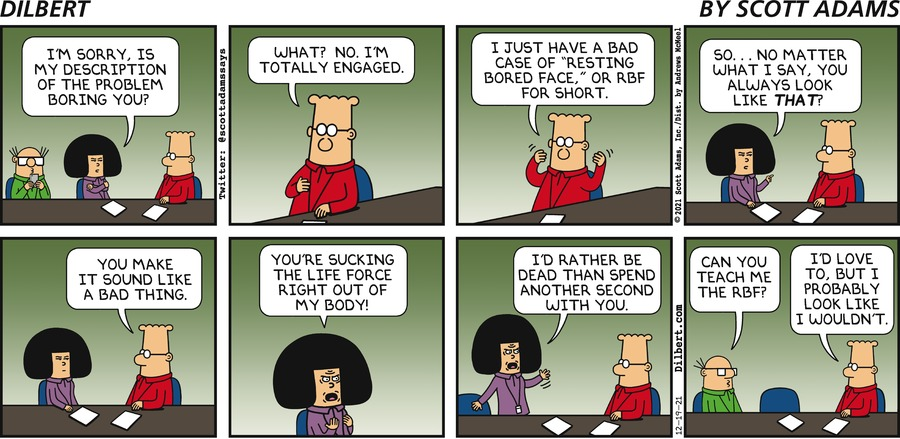 DILBERT
BY SCOTT ADAMS
I'M SORRY, IS
MY DESCRIPTION
OF THE PROBLEM
BORING YOU?
Twitter: @scottadamssays
WHAT? NO. I'M
TOTALLY ENGAGED.
I JUST HAVE A BAD
CASE OF "RESTING
BORED FACE," OR RBF
FOR SHORT.
© 2021 Scott Adams, Inc./Dist. by Andrews McMeel
SO... NO MATTER
WHAT I SAY, YOU
ALWAYS LOOK
LIKE THAT?
YOU MAKE
IT SOUND LIKE
A BAD THING.
YOU'RE SUCKING
THE LIFE FORCE
RIGHT OUT OF
MY BODY!
I'D RATHER BE
DEAD THAN SPEND
ANOTHER SECOND
WITH YOU.
12-19-21 Dilbert.com
CAN YOU
TEACH ME
THE RBF?
I'D LOVE
TO, BUT I
PROBABLY
LOOK LIKE
I WOULDN'T.